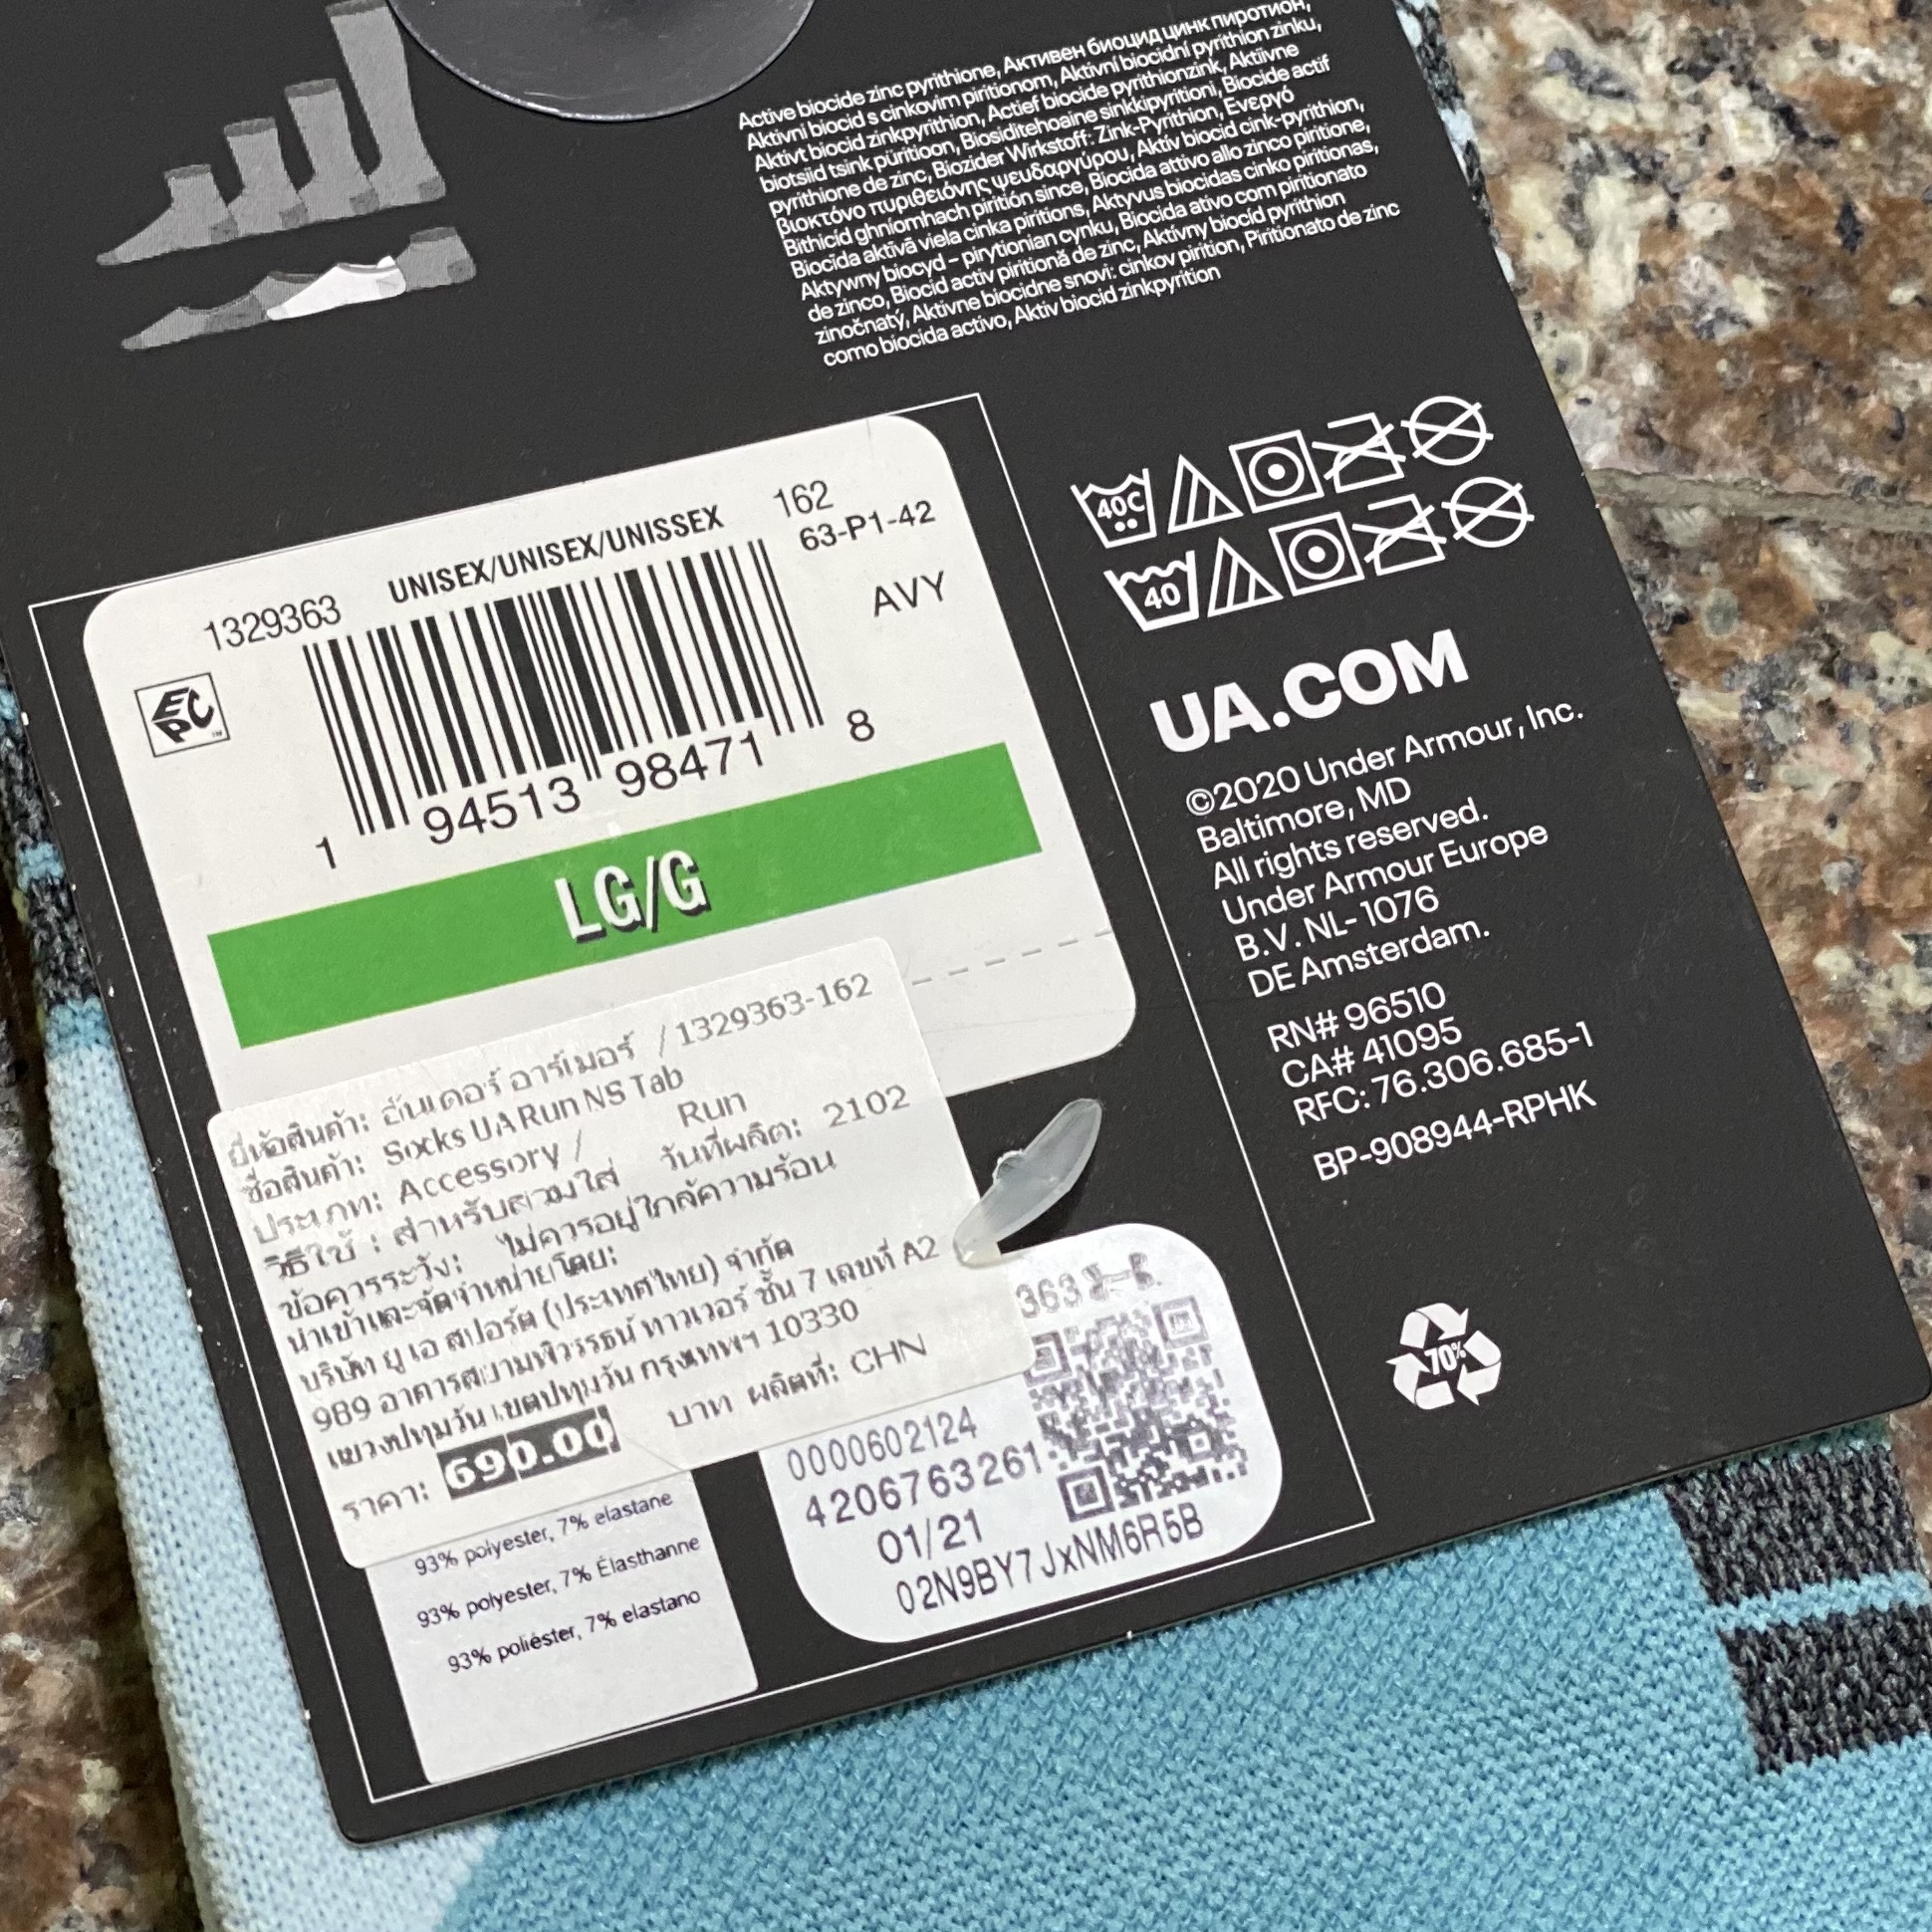 Active biocide zinc pyrithione, Активен биоцид цинк пиротион,
Aktivni biocid s cinkovim piritionom, Aktivní biocidní pyrithion zinku,
Aktivt biocid zinkpyrithion, Actief biocide pyrithionzink, Aktiivne
biotsiid tsink püritioon, Biosiditehoaine sinkkipyritioni, Biocide actif
pyrithione de zinc, Biozider Wirkstoff: Zink-Pyrithion, Ενεργό
βιοκτόνο πυριθειόνης ψευδαργύρου, Aktív biocid cink-pyrithion,
Bithicíd ghníomhach piritión since, Biocida attivo allo zinco piritione,
Biocīda aktīvā viela cinka piritions, Aktyvus biocidas cinko piritionas,
Aktywny biocyd – pirytionian cynku, Biocida ativo com piritionato
de zinco, Biocid activ piritionă de zinc, Aktívny biocíd pyrithion
zinočnatý, Aktivne biocidne snovi: cinkov pirition, Piritionato de zinc
como biocida activo, Aktiv biocid zinkpyrition
40C
40
UNISEX/UNISEX/UNISSEX
162
63-P1-42
1329363
AVY
EPC
1 94513 98471 8
LG/G
ยี่ห้อสินค้า: อันเดอร์ อาร์เมอร์ / 1329363-162
ชื่อสินค้า: Socks UA Run NS Tab
ประเภท: Accessory / Run
วิธีใช้ : สำหรับสวมใส่ วันที่ผลิต: 2102
ข้อควรระวัง: ไม่ควรอยู่ใกล้ความร้อน
นำเข้าและจัดจำหน่ายโดย:
บริษัท ยู เอ สปอร์ต (ประเทศไทย) จำกัด
989 อาคารสยามพิวรรธน์ ทาวเวอร์ ชั้น 7 เลขที่ A2
แขวงปทุมวัน เขตปทุมวัน กรุงเทพฯ 10330
ราคา: 690.00 บาท ผลิตที่: CHN
93% polyester, 7% elastane
93% polyester, 7% Élasthanne
93% poliéster, 7% elastano
363
0000602124
4206763261
01/21
02N9BY7JxNM6R5B
UA.COM
©2020 Under Armour, Inc.
Baltimore, MD
All rights reserved.
Under Armour Europe
B.V. NL- 1076
DE Amsterdam.
RN# 96510
CA# 41095
RFC: 76.306.685-1
BP-908944-RPHK
70%